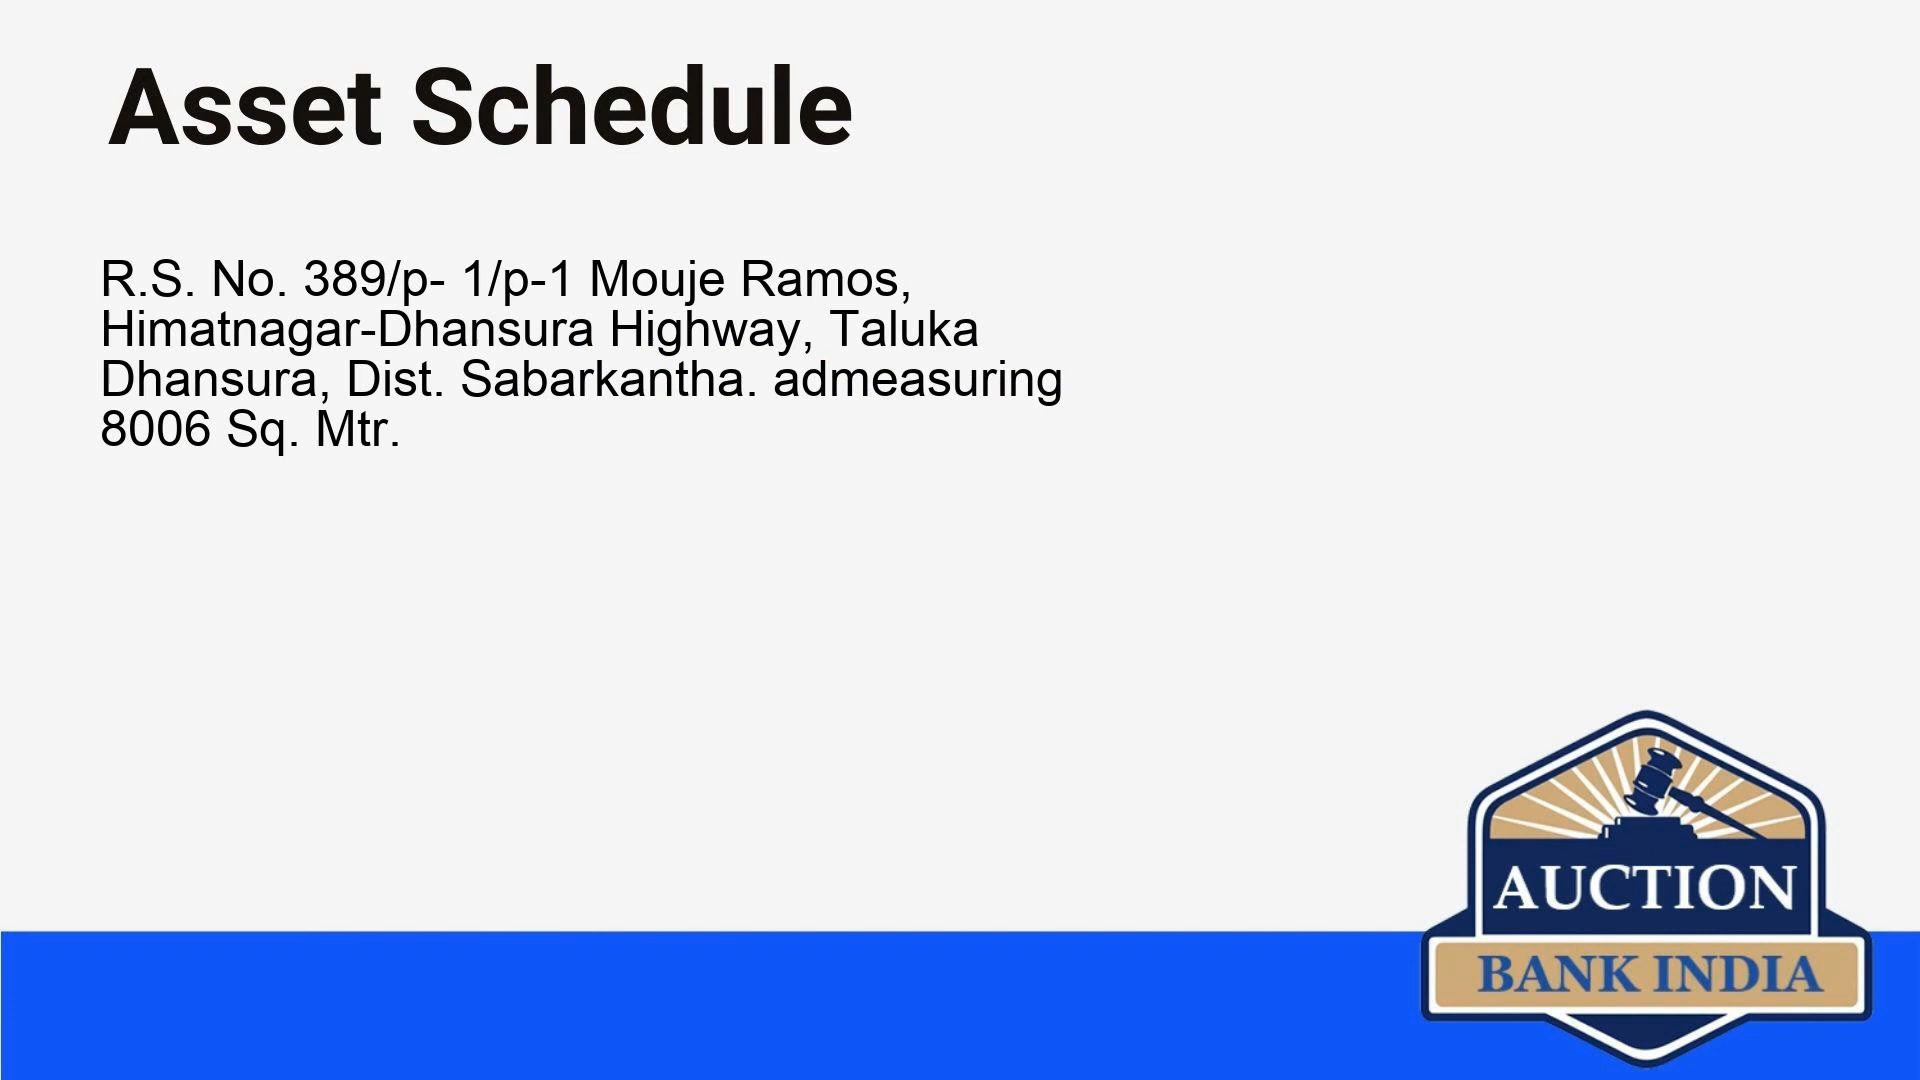 Asset Schedule
R.S. No. 389/p- 1/p-1 Mouje Ramos,
Himatnagar-Dhansura Highway, Taluka
Dhansura, Dist. Sabarkantha. admeasuring
8006 Sq. Mtr.
AUCTION
BANK INDIA